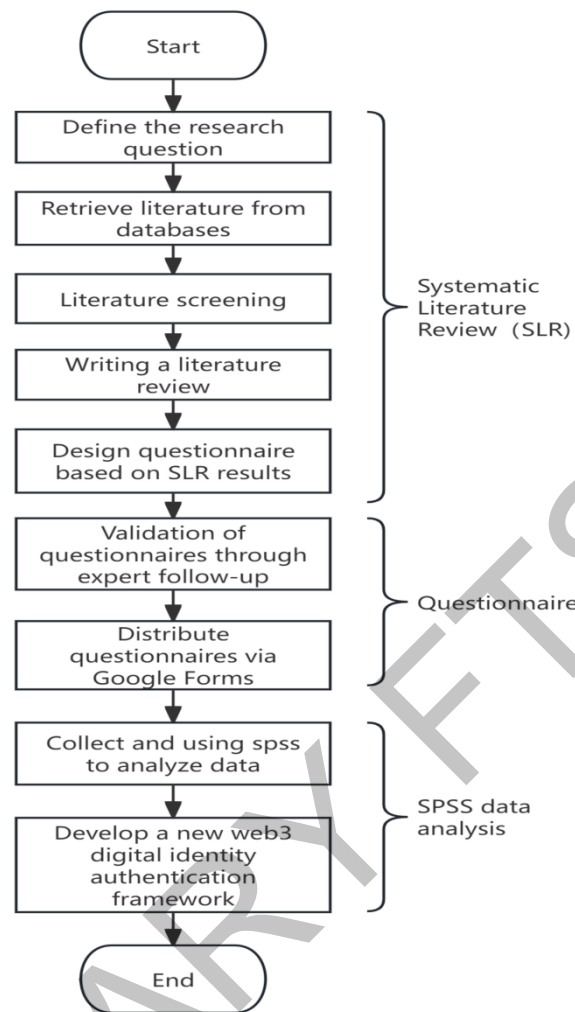 Start
Define the research
question
Retrieve literature from
databases
Literature screening
Writing a literature
review
Design questionnaire
based on SLR results
Systematic
Literature
Review (SLR)
Validation of
questionnaires through
expert follow-up
Distribute
questionnaires via
Google Forms
Questionnaire
Collect and using spss
to analyze data
Develop a new web3
digital identity
authentication
framework
SPSS data
analysis
End
ARY FTS